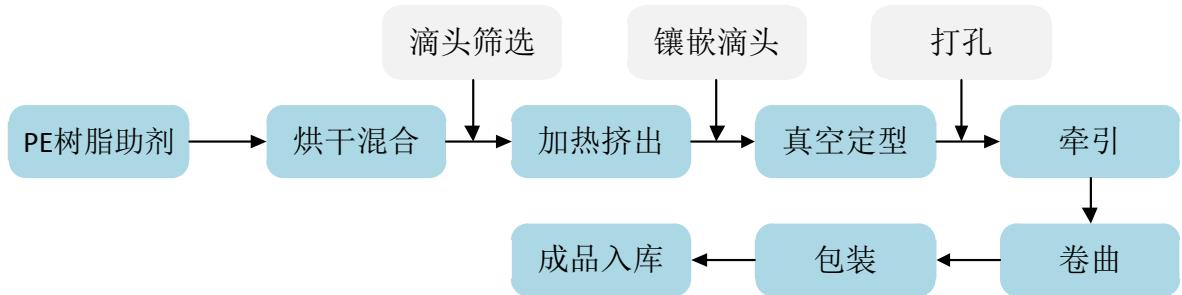 滴头筛选
镶嵌滴头
打孔
PE树脂助剂
烘干混合
加热挤出
真空定型
牵引
成品入库
包装
卷曲